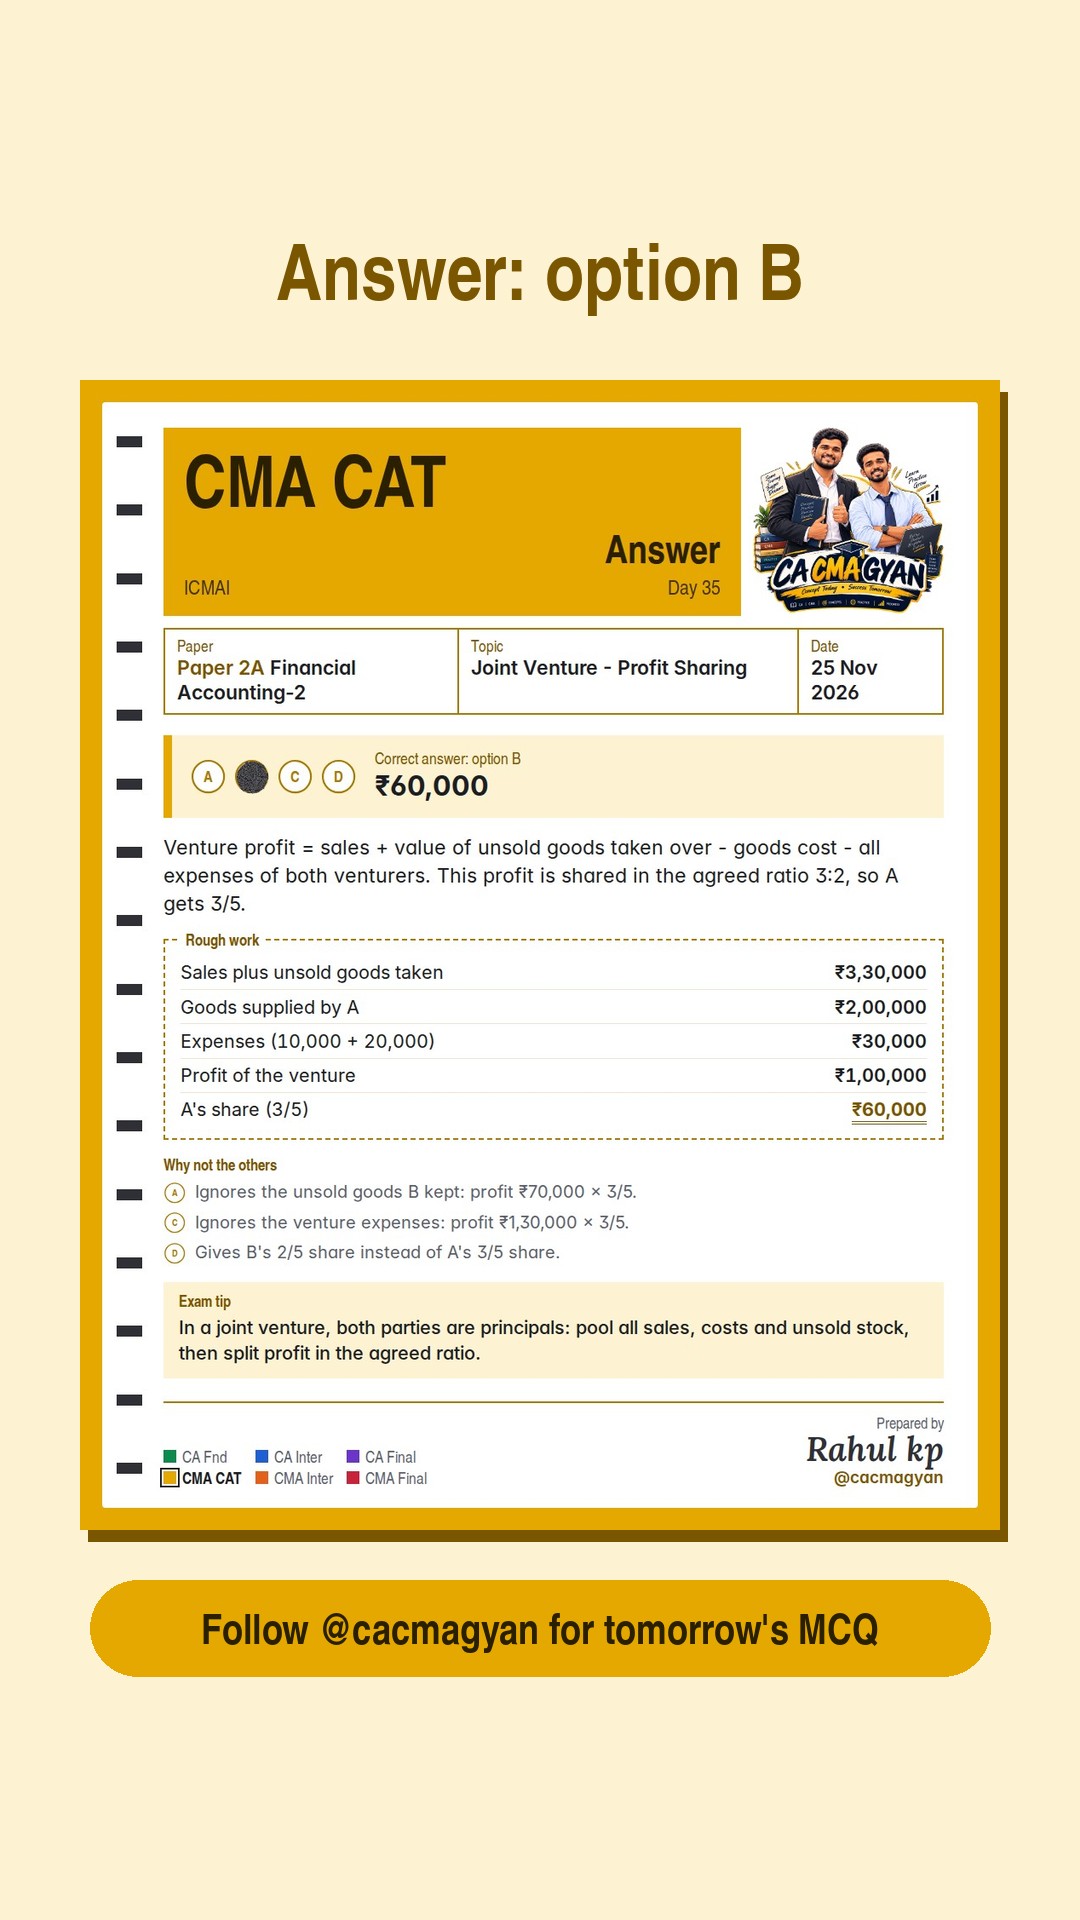 Answer: option B
CMA CAT
Answer
ICMAI
Day 35
CA CMA GYAN
Concept Today • Success Tomorrow
Learn
Practice
Grow
Paper
Paper 2A Financial
Accounting-2
Topic
Joint Venture - Profit Sharing
Date
25 Nov
2026
A C D
Correct answer: option B
₹60,000
Venture profit = sales + value of unsold goods taken over - goods cost - all
expenses of both venturers. This profit is shared in the agreed ratio 3:2, so A
gets 3/5.
Rough work
Sales plus unsold goods taken ₹3,30,000
Goods supplied by A ₹2,00,000
Expenses (10,000 + 20,000) ₹30,000
Profit of the venture ₹1,00,000
A's share (3/5) ₹60,000
Why not the others
A Ignores the unsold goods B kept: profit ₹70,000 × 3/5.
C Ignores the venture expenses: profit ₹1,30,000 × 3/5.
D Gives B's 2/5 share instead of A's 3/5 share.
Exam tip
In a joint venture, both parties are principals: pool all sales, costs and unsold stock,
then split profit in the agreed ratio.
CA Fnd CA Inter CA Final
CMA CAT CMA Inter CMA Final
Prepared by
Rahul kp
@cacmagyan
Follow @cacmagyan for tomorrow's MCQ